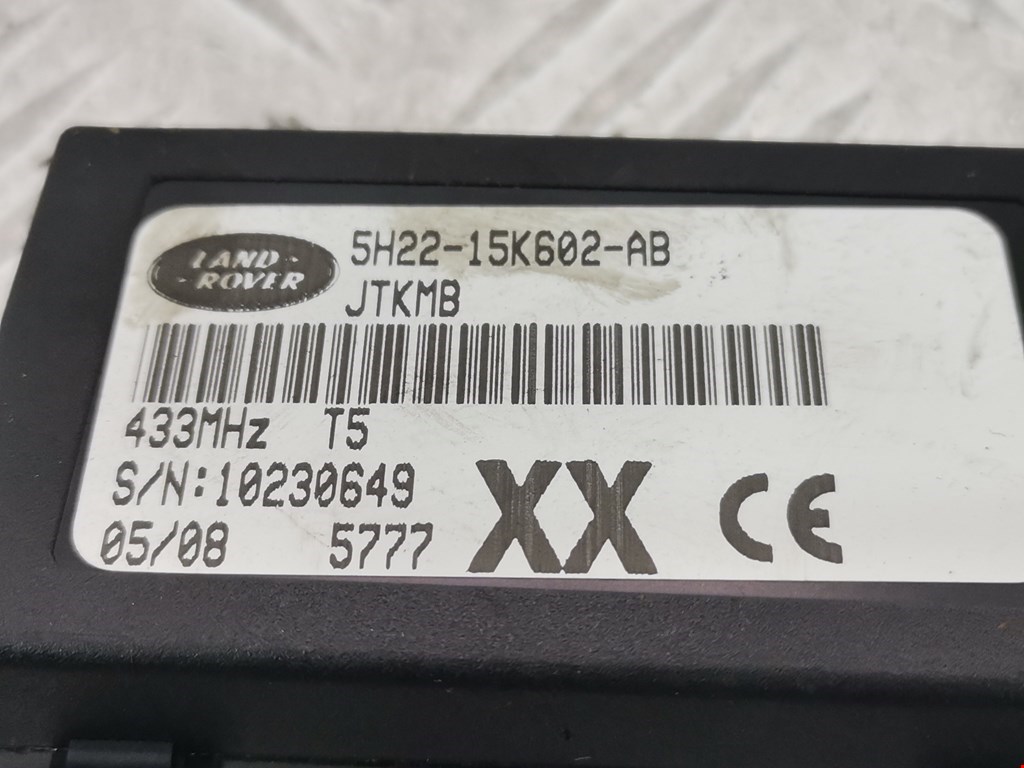 LAND
ROVER
5H22-15K602-AB
JTKMB
433MHz T5
S/N:10230649
05/08 5777 XX CE